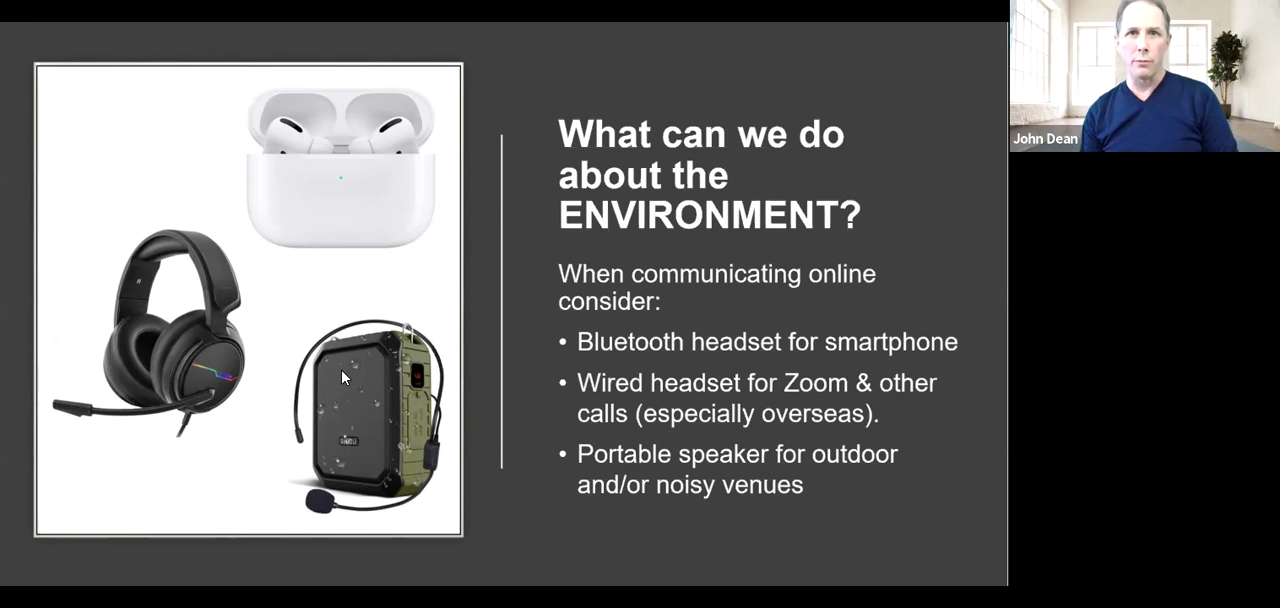 What can we do
about the
ENVIRONMENT?
When communicating online
consider:
• Bluetooth headset for smartphone
• Wired headset for Zoom & other
calls (especially overseas).
• Portable speaker for outdoor
and/or noisy venues
John Dean
R